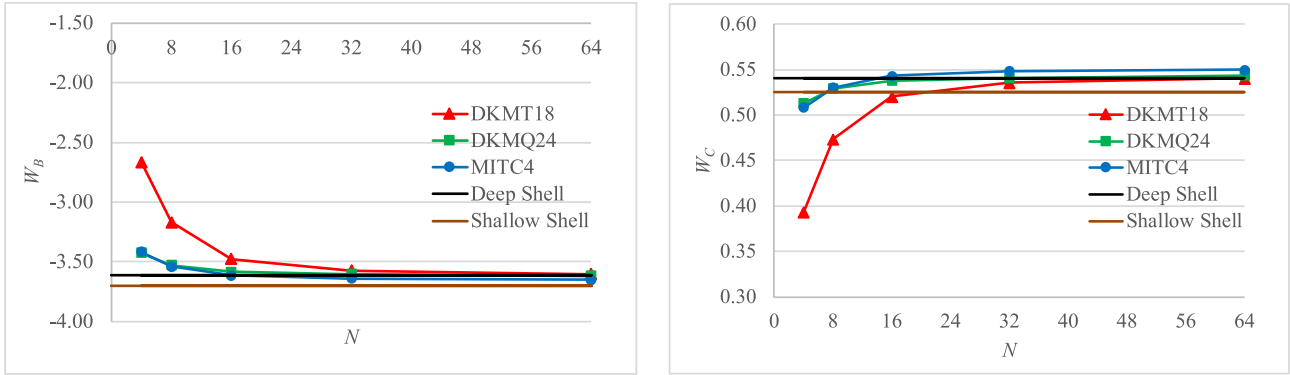 -1.50
0 8 16 24 32 40 48 56 64
-2.00
-2.50
-3.00
-3.50
-4.00
W_B
N
DKMT18
DKMQ24
MITC4
Deep Shell
Shallow Shell
0.60
0.55
0.50
0.45
0.40
0.35
0.30
W_C
0 8 16 24 32 40 48 56 64
N
DKMT18
DKMQ24
MITC4
Deep Shell
Shallow Shell